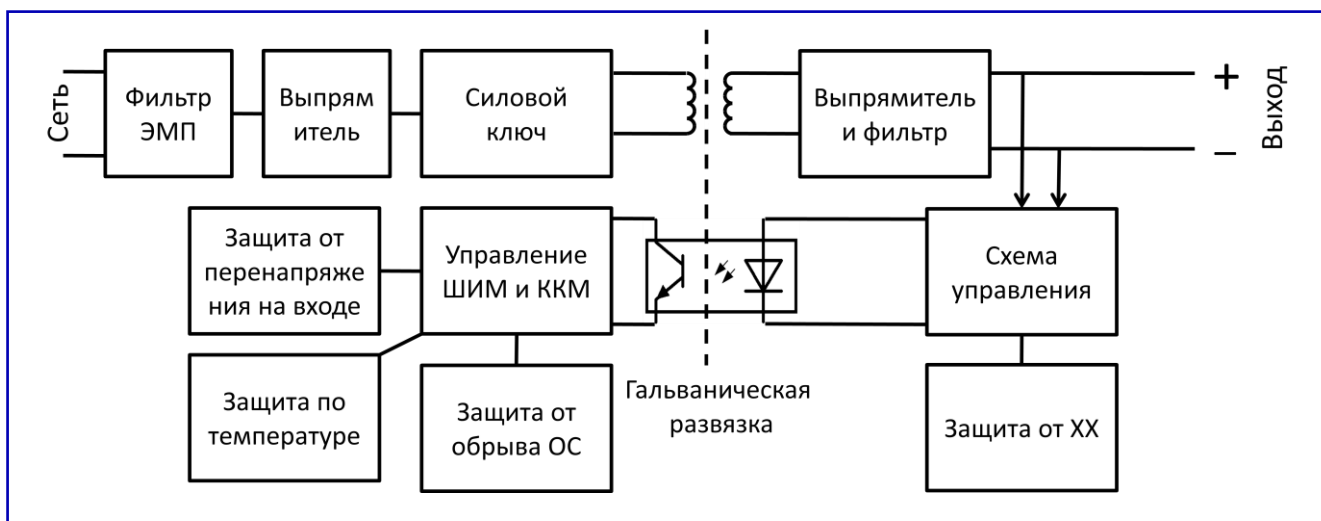 Сеть
Фильтр
ЭМП
Выпрям
итель
Силовой
ключ
Выпрямитель
и фильтр
+
–
Выход
Защита от
перенапряже
ния на входе
Управление
ШИМ и ККМ
Схема
управления
Защита по
температуре
Защита от
обрыва ОС
Гальваническая
развязка
Защита от ХХ